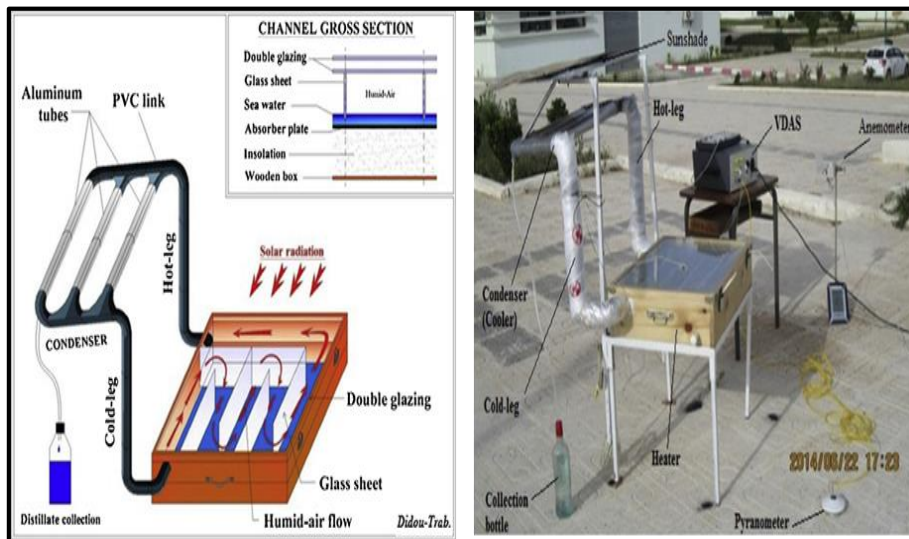 CHANNEL GROSS SECTION
Double glazing
Glass sheet
Humid-Air
Sea water
Absorber plate
Insolation
Wooden box
Aluminum
tubes
PVC link
Hot-leg
Solar radiation
CONDENSER
Cold-leg
Double glazing
Glass sheet
Humid-air flow
Distillate collection
Didou-Trab.
Sunshade
Hot-leg
VDAS
Anemometer
Condenser
(Cooler)
Cold-leg
Heater
Collection
bottle
2014/06/22 17:23
Pyranometer